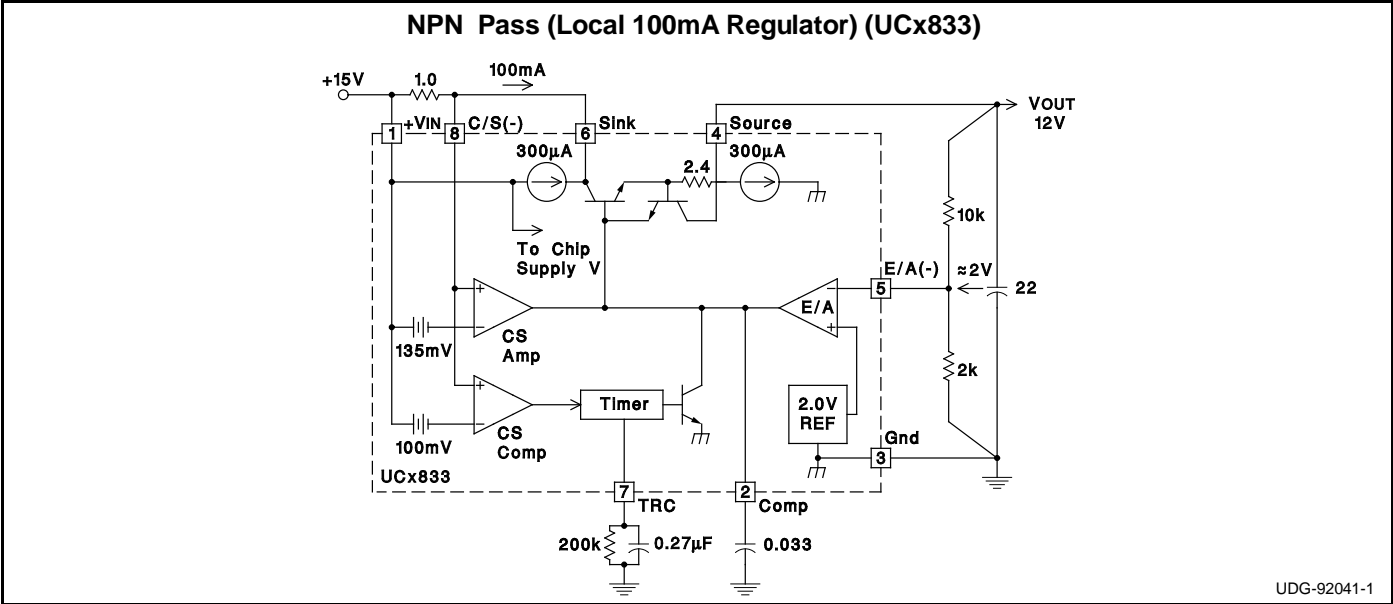 NPN Pass (Local 100mA Regulator) (UCx833)
+15V
1.0
100mA
VOUT
12V
1
+VIN
8
C/S(-)
6
Sink
4
Source
300µA
2.4
300µA
10k
To Chip
Supply V
E/A(-)
≈2V
5
22
+
−
CS
Amp
135mV
E/A
−
+
2k
+
−
CS
Comp
100mV
Timer
2.0V
REF
Gnd
3
UCx833
7
TRC
2
Comp
200k
0.27µF
0.033
UDG-92041-1